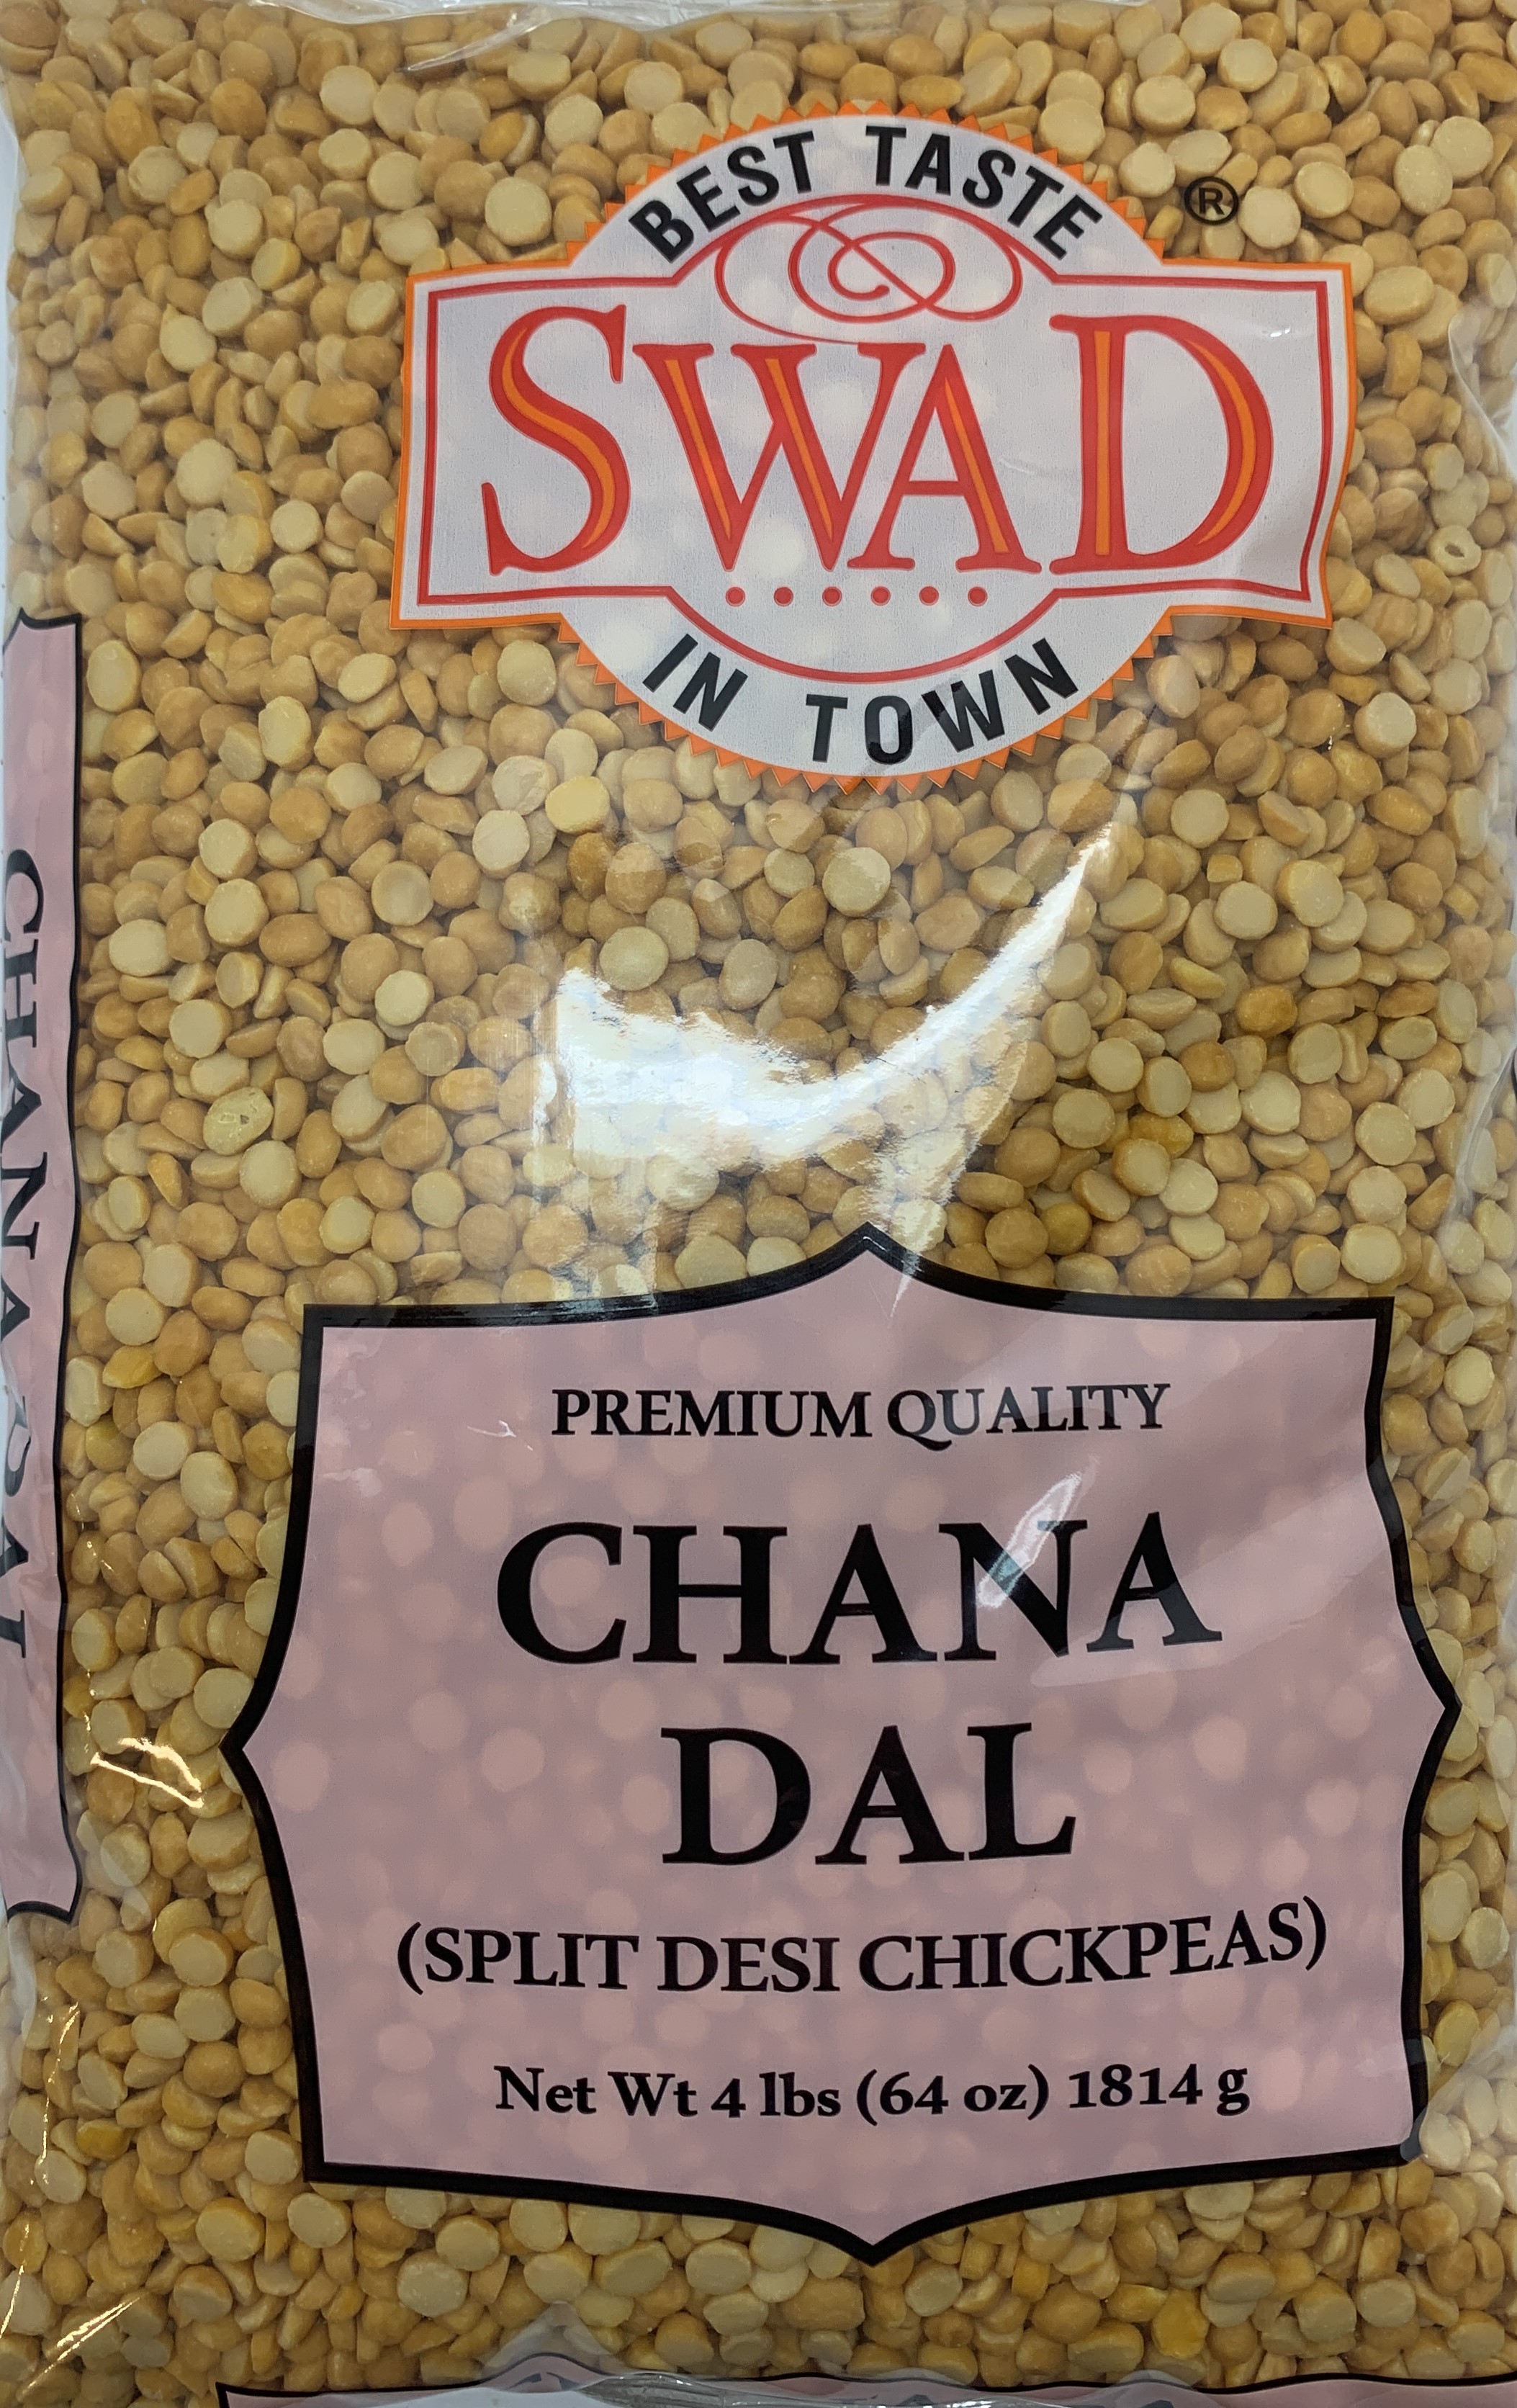 BEST TASTE
®
SWAD
IN TOWN
CHANA DAL
PREMIUM QUALITY
CHANA
DAL
(SPLIT DESI CHICKPEAS)
Net Wt 4 lbs (64 oz) 1814 g